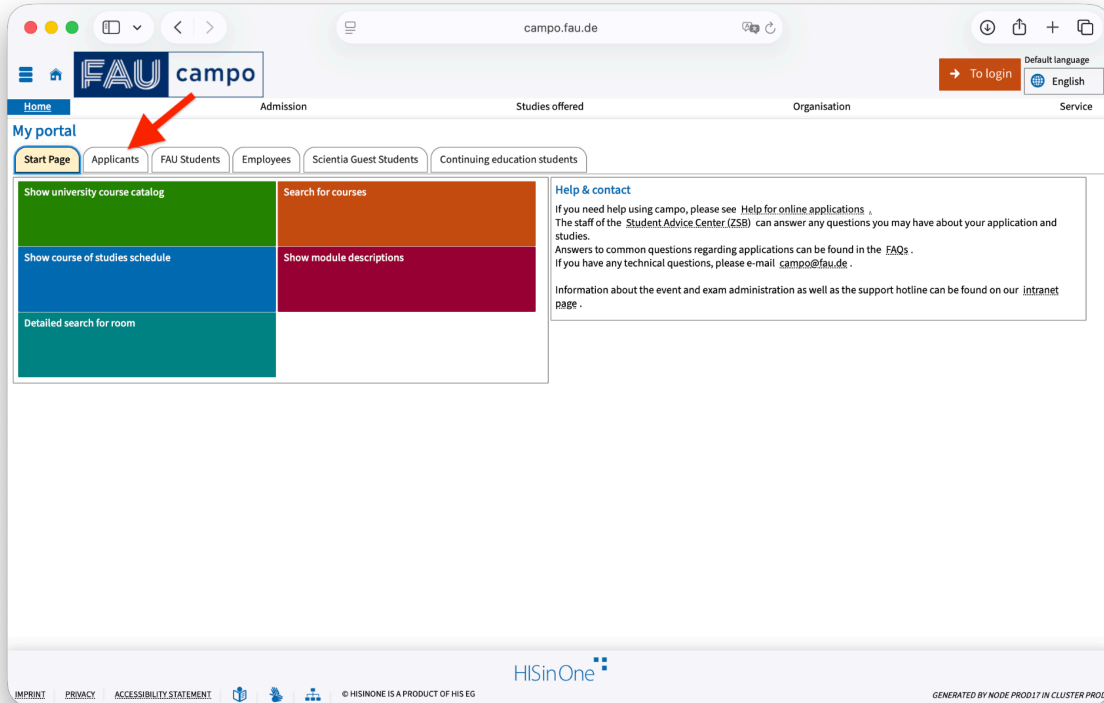 campo.fau.de
FAU campo
To login
Default language
English
Home Admission Studies offered Organisation Service
My portal
Start Page Applicants FAU Students Employees Scientia Guest Students Continuing education students
Show university course catalog
Search for courses
Show course of studies schedule
Show module descriptions
Detailed search for room
Help & contact
If you need help using campo, please see Help for online applications .
The staff of the Student Advice Center (ZSB) can answer any questions you may have about your application and
studies.
Answers to common questions regarding applications can be found in the FAQs .
If you have any technical questions, please e-mail campo@fau.de .
Information about the event and exam administration as well as the support hotline can be found on our intranet
page .
HISinOne
IMPRINT PRIVACY ACCESSIBILITY STATEMENT © HISINONE IS A PRODUCT OF HIS EG
GENERATED BY NODE PROD17 IN CLUSTER PROD